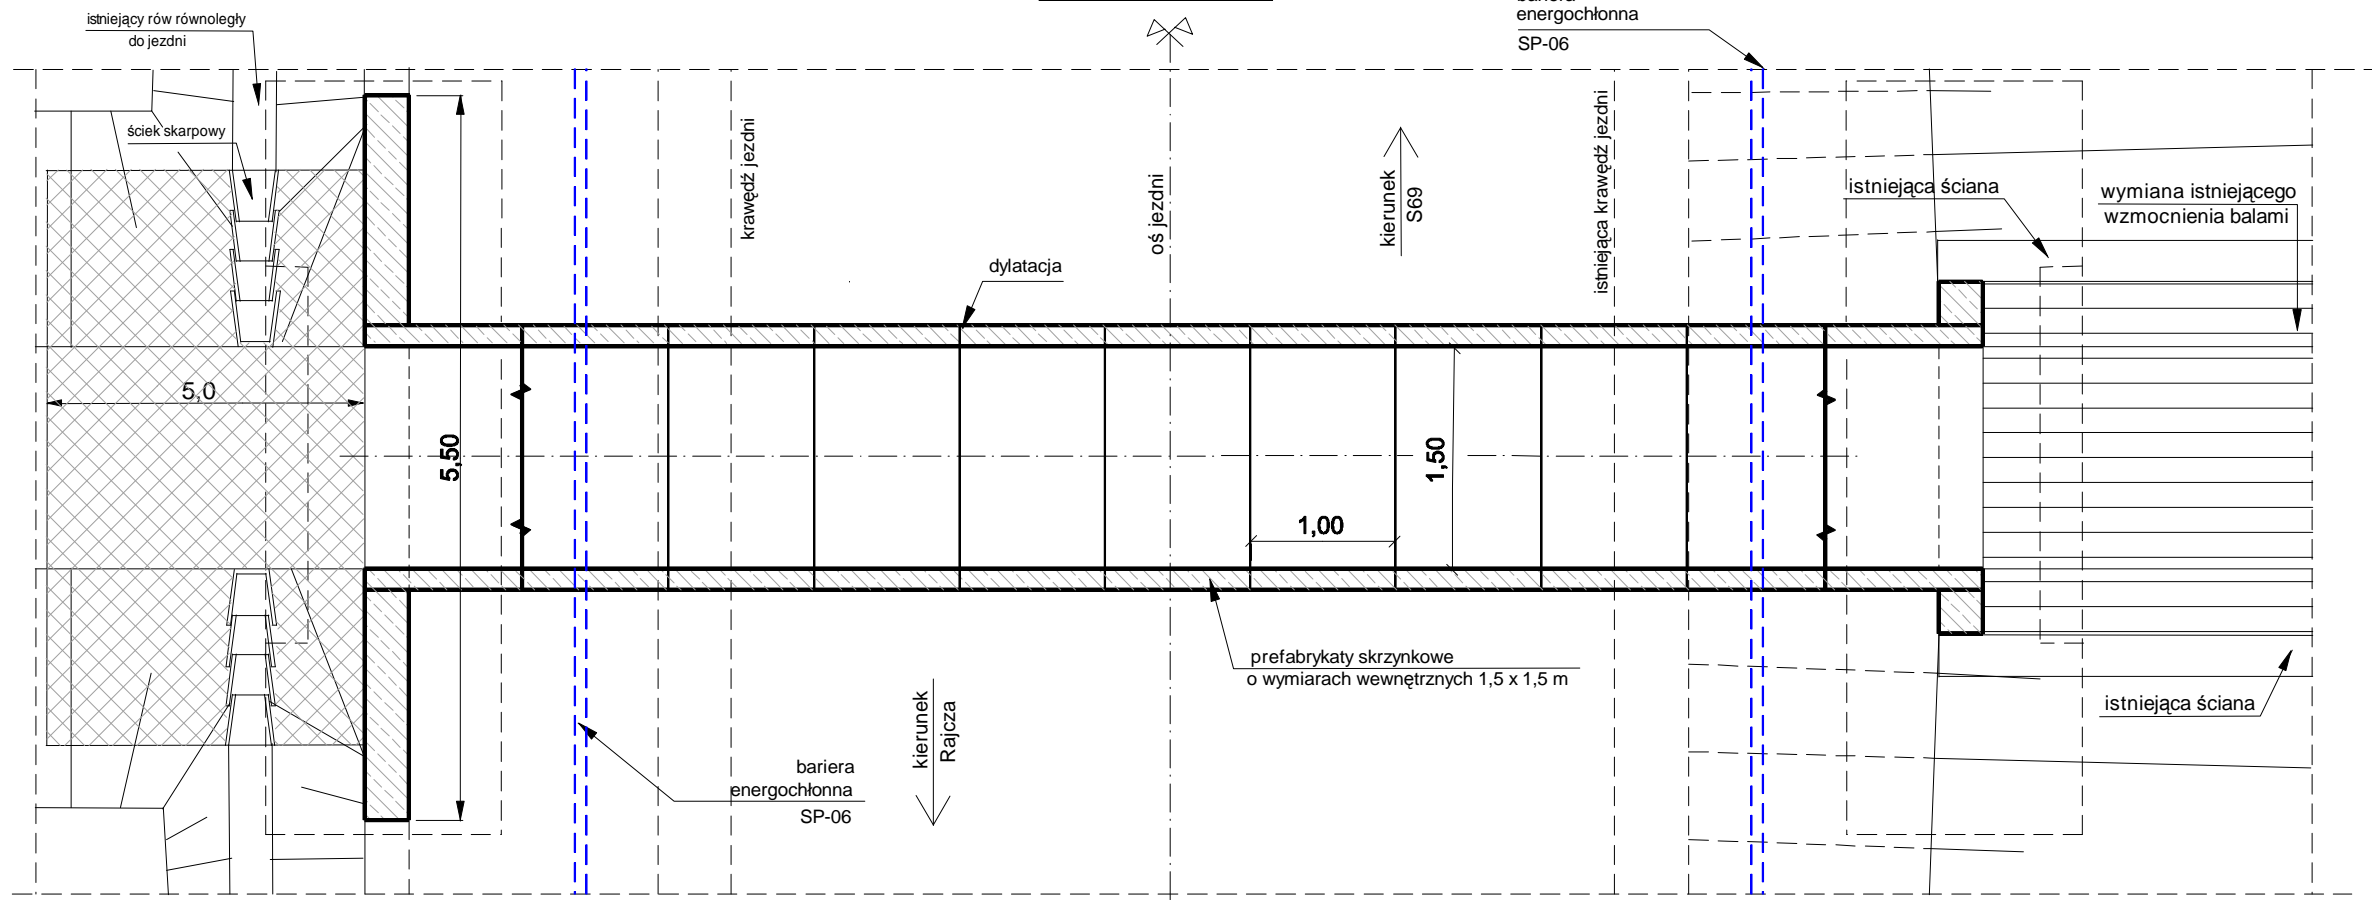 istniejący rów równoległy
do jezdni
bariera
energochłonna
SP-06
ściek skarpowy
krawędź jezdni
oś jezdni
kierunek
S69
istniejąca krawędź jezdni
istniejąca ściana
wymiana istniejącego
wzmocnienia balami
dylatacja
5,0
5,50
1,50
1,00
prefabrykaty skrzynkowe
o wymiarach wewnętrznych 1,5 x 1,5 m
kierunek
Rajcza
istniejąca ściana
bariera
energochłonna
SP-06